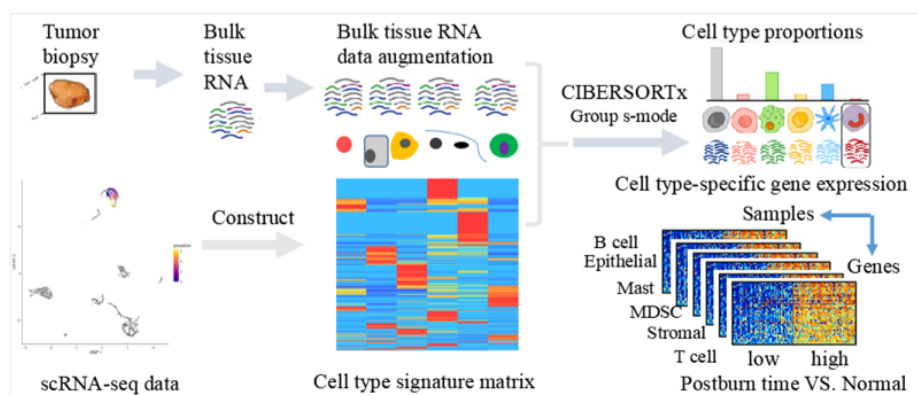 Tumor
biopsy
Bulk
tissue
RNA
Bulk tissue RNA
data augmentation
Cell type proportions
CIBERSORTx
Group s-mode
Cell type-specific gene expression
Construct
Samples
Genes
B cell
Epithelial
Mast
MDSC
Stromal
T cell
low high
Postburn time VS. Normal
scRNA-seq data
Cell type signature matrix